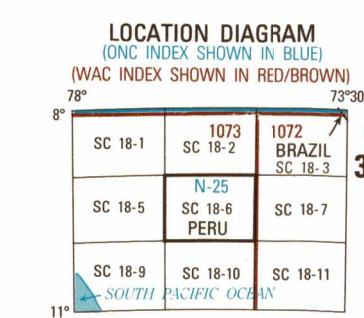 LOCATION DIAGRAM
(ONC INDEX SHOWN IN BLUE)
(WAC INDEX SHOWN IN RED/BROWN)
78° 73°30
8°
1073 1072
SC 18-1 SC 18-2 BRAZIL
SC 18-3
3
N-25
SC 18-5 SC 18-6 SC 18-7
PERU
SC 18-9 SC 18-10 SC 18-11
SOUTH PACIFIC OCEAN
11°